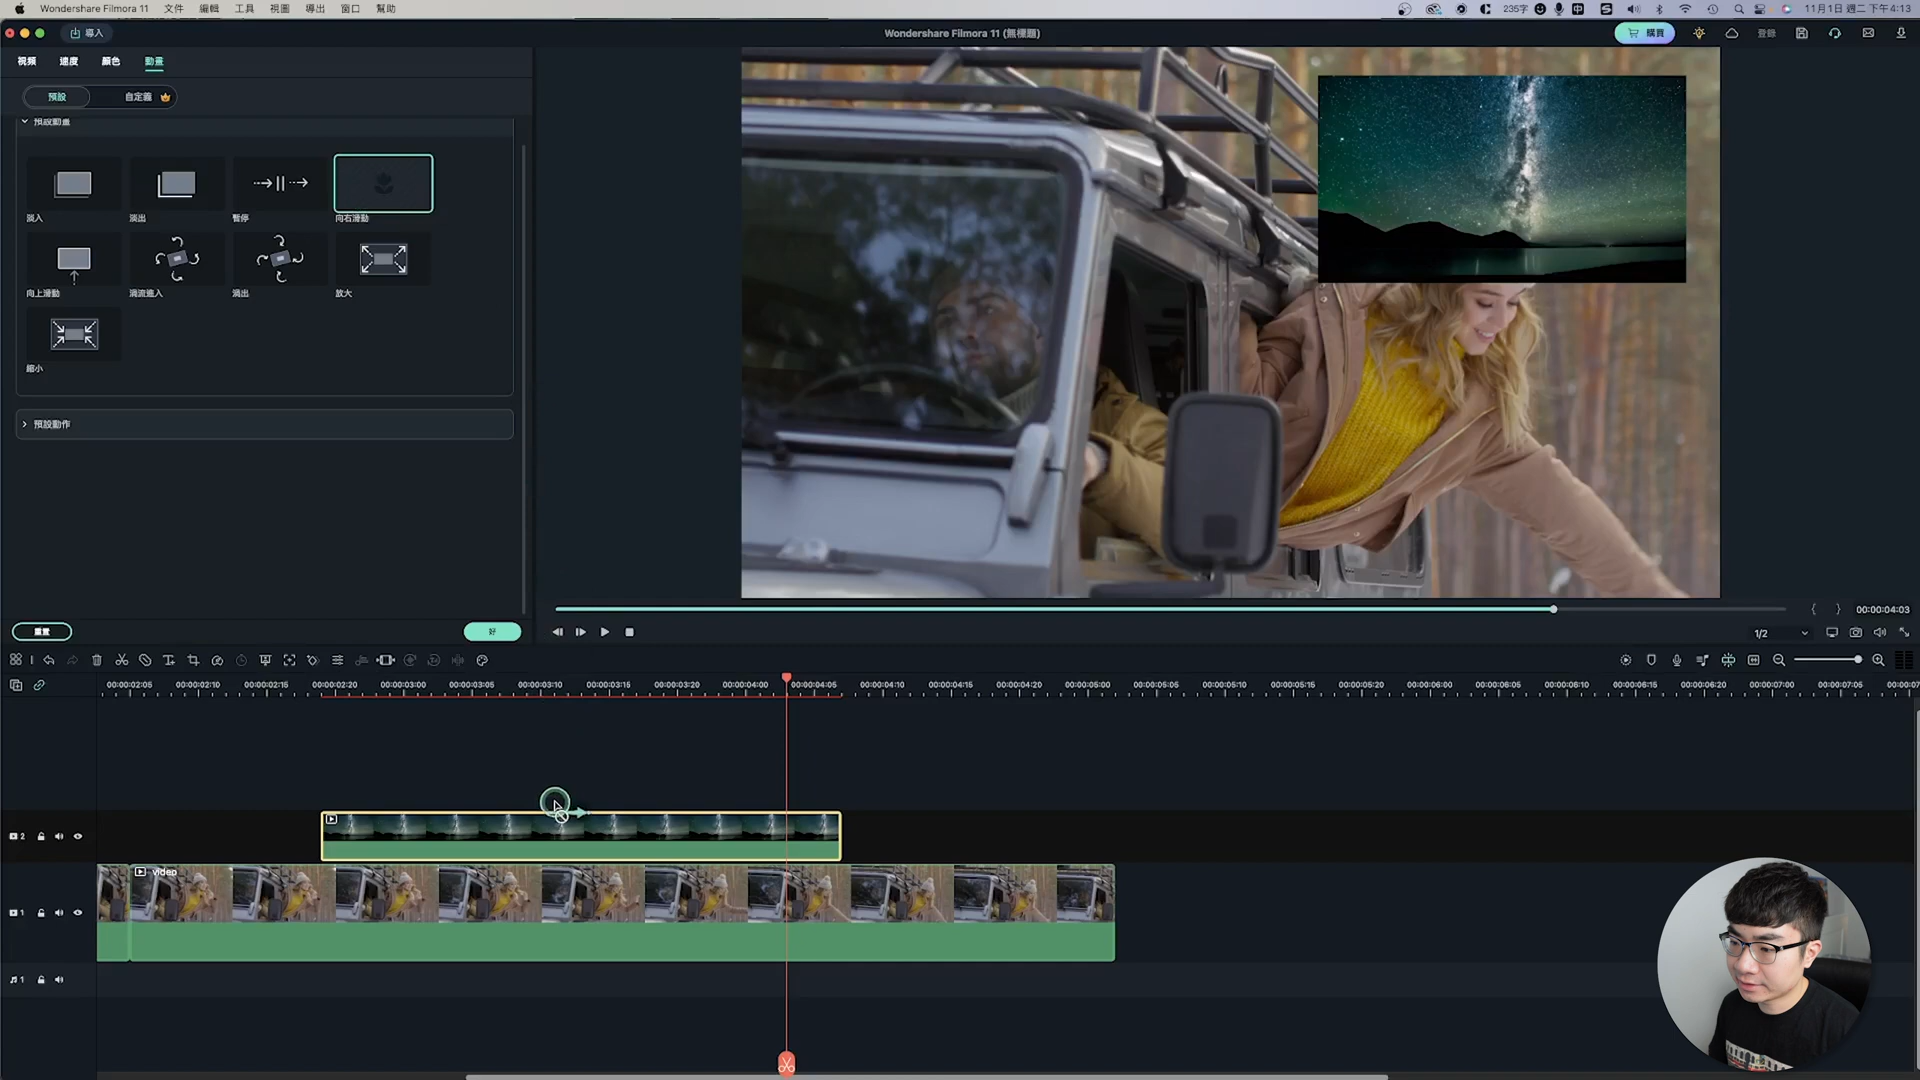 Wondershare Filmora 11 文件 編輯 工具 視圖 導出 窗口 幫助
235字 中 S 11月1日 週二 下午4:13
導入
Wondershare Filmora 11 (無標題)
購買
登錄
視頻 速度 顏色 動畫
預設 自定義
預設動畫
淡入 淡出 暫停 向右滑動
向上滑動 渦流進入 渦出 放大
縮小
預設動作
重置 好
{ } 00:00:04:03
1/2
00:00:02:05 00:00:02:10 00:00:02:15 00:00:02:20 00:00:03:00 00:00:03:05 00:00:03:10 00:00:03:15 00:00:03:20 00:00:04:00 00:00:04:05 00:00:04:10 00:00:04:15 00:00:04:20 00:00:05:00 00:00:05:05 00:00:05:10 00:00:05:15 00:00:05:20 00:00:06:00 00:00:06:05 00:00:06:10 00:00:06:15 00:00:06:20 00:00:07:00 00:00:07:05
2
video
1
1